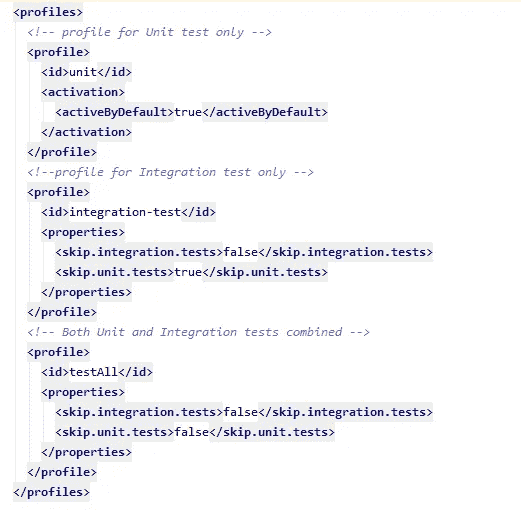 <profiles>
<!-- profile for Unit test only -->
<profile>
<id>unit</id>
<activation>
<activeByDefault>true</activeByDefault>
</activation>
</profile>
<!--profile for Integration test only -->
<profile>
<id>integration-test</id>
<properties>
<skip.integration.tests>false</skip.integration.tests>
<skip.unit.tests>true</skip.unit.tests>
</properties>
</profile>
<!-- Both Unit and Integration tests combined -->
<profile>
<id>testAll</id>
<properties>
<skip.integration.tests>false</skip.integration.tests>
<skip.unit.tests>false</skip.unit.tests>
</properties>
</profile>
</profiles>